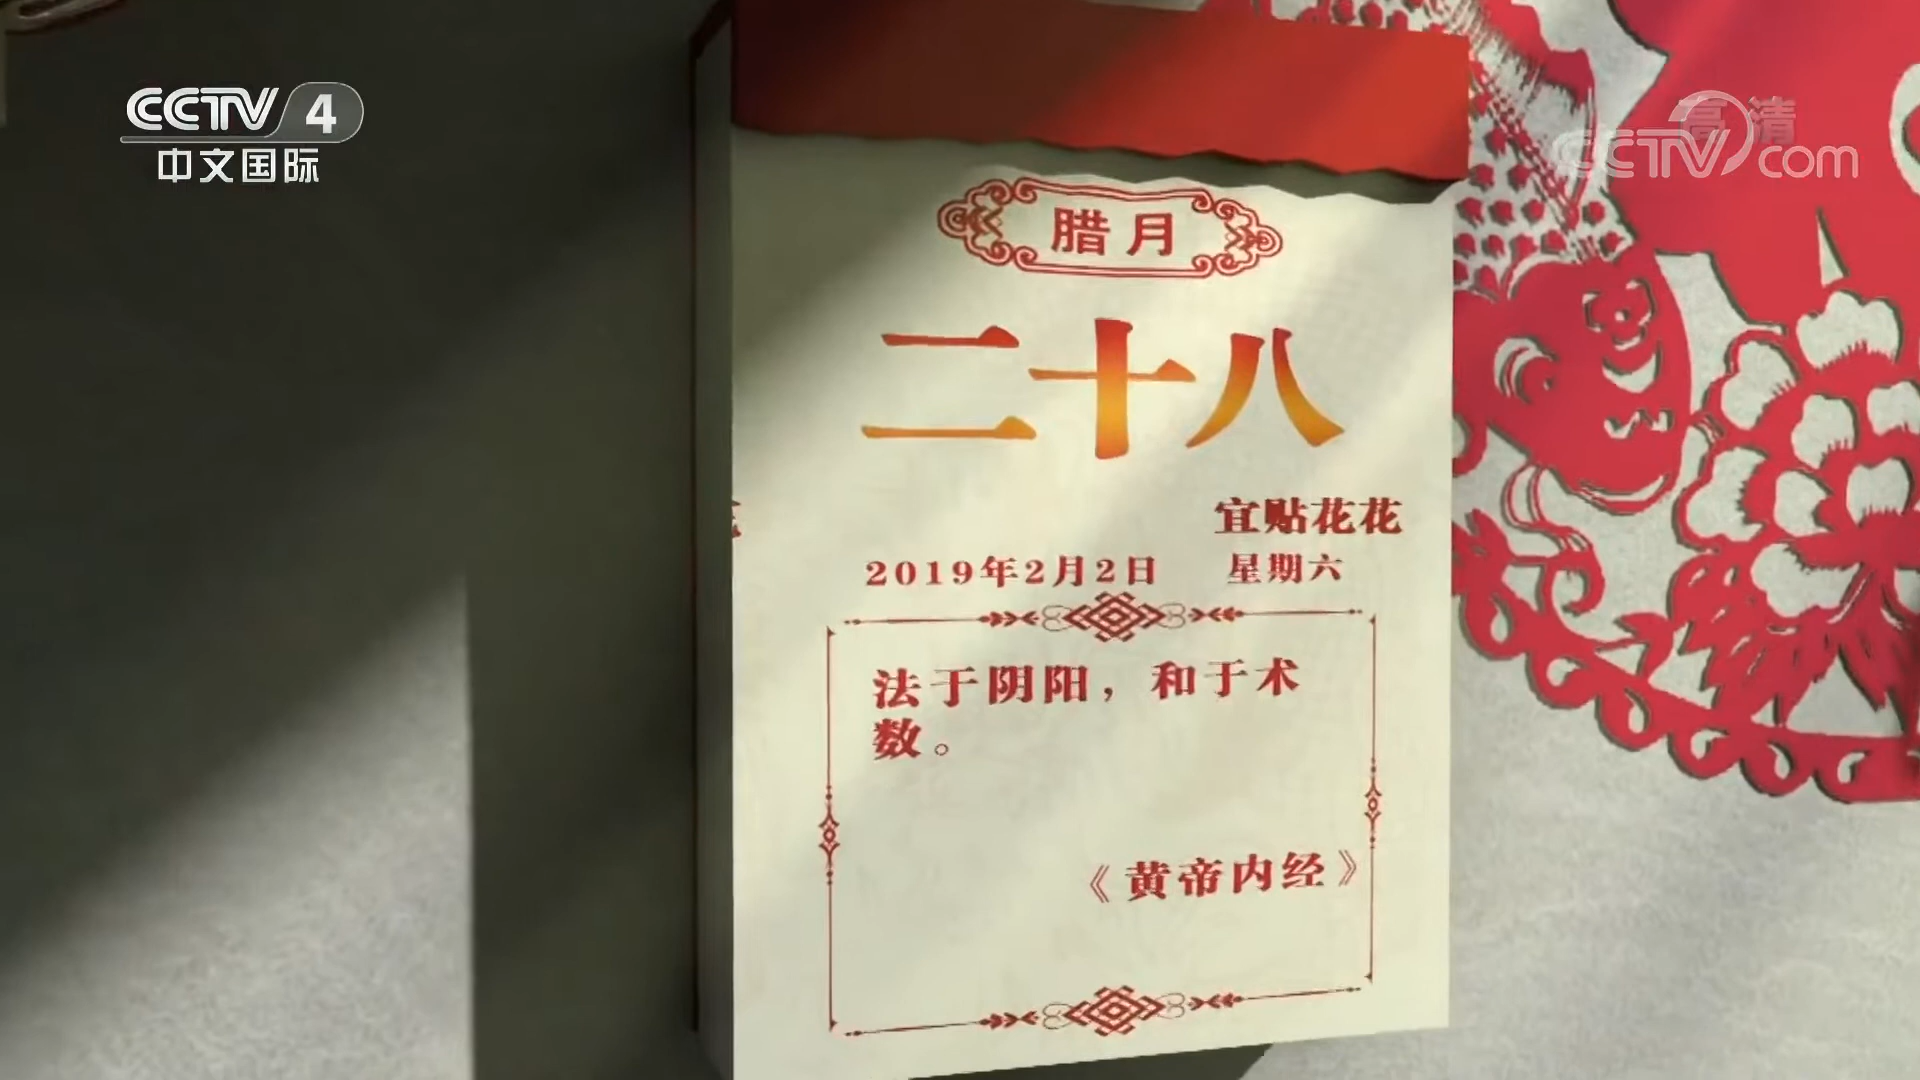 CCTV 4
中文国际
高清
CCTV com
腊月
二十八
宜贴花花
2019年2月2日 星期六
法于阴阳，和于术
数。
《黄帝内经》